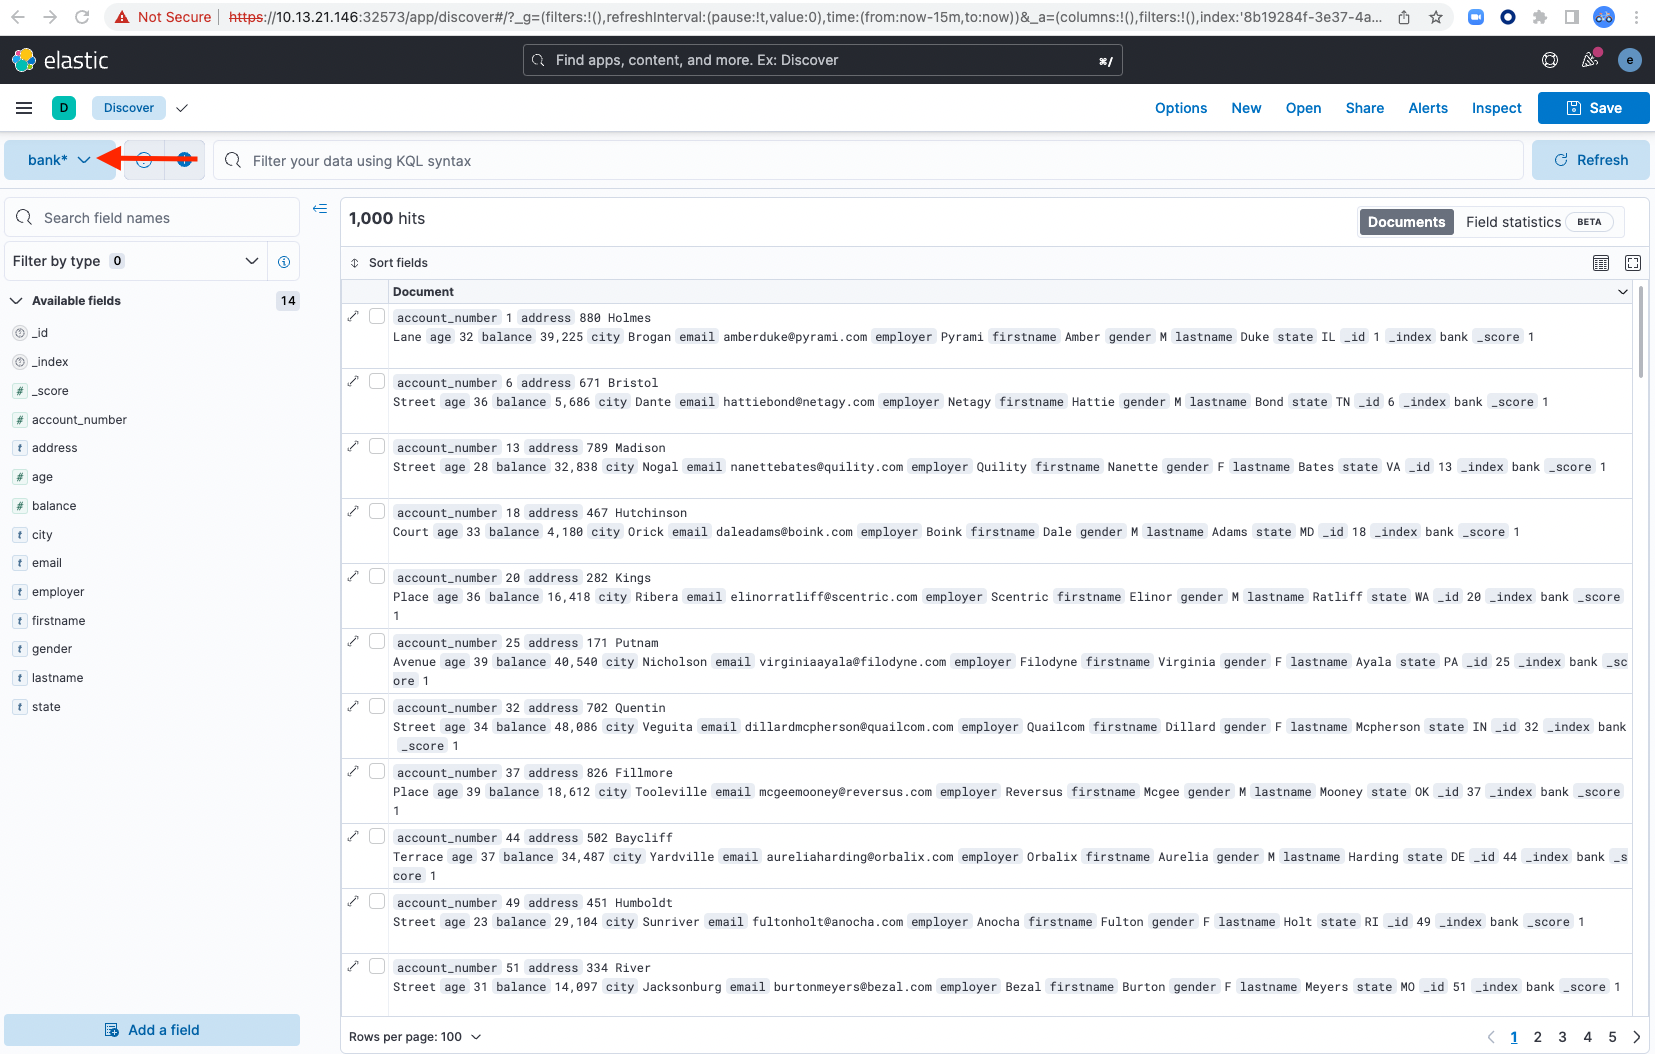 Not Secure | https://10.13.21.146:32573/app/discover#/?_g=(filters:!(),refreshInterval:(pause:!t,value:0),time:(from:now-15m,to:now))&_a=(columns:!(),filters:!(),index:'8b19284f-3e37-4a...
elastic
Find apps, content, and more. Ex: Discover
⌘/
e
D
Discover
Options
New
Open
Share
Alerts
Inspect
Save
bank*
Filter your data using KQL syntax
Refresh
Search field names
Filter by type 0
Available fields 14
_id
_index
# _score
# account_number
t address
# age
# balance
t city
t email
t employer
t firstname
t gender
t lastname
t state
Add a field
1,000 hits
Documents
Field statistics BETA
Sort fields
Document
account_number 1 address 880 Holmes
Lane age 32 balance 39,225 city Brogan email amberduke@pyrami.com employer Pyrami firstname Amber gender M lastname Duke state IL _id 1 _index bank _score 1
account_number 6 address 671 Bristol
Street age 36 balance 5,686 city Dante email hattiebond@netagy.com employer Netagy firstname Hattie gender M lastname Bond state TN _id 6 _index bank _score 1
account_number 13 address 789 Madison
Street age 28 balance 32,838 city Nogal email nanettebates@quility.com employer Quility firstname Nanette gender F lastname Bates state VA _id 13 _index bank _score 1
account_number 18 address 467 Hutchinson
Court age 33 balance 4,180 city Orick email daleadams@boink.com employer Boink firstname Dale gender M lastname Adams state MD _id 18 _index bank _score 1
account_number 20 address 282 Kings
Place age 36 balance 16,418 city Ribera email elinorratliff@scentric.com employer Scentric firstname Elinor gender M lastname Ratliff state WA _id 20 _index bank _score
1
account_number 25 address 171 Putnam
Avenue age 39 balance 40,540 city Nicholson email virginiaayala@filodyne.com employer Filodyne firstname Virginia gender F lastname Ayala state PA _id 25 _index bank _sc
ore 1
account_number 32 address 702 Quentin
Street age 34 balance 48,086 city Veguita email dillardmcpherson@quailcom.com employer Quailcom firstname Dillard gender F lastname Mcpherson state IN _id 32 _index bank
_score 1
account_number 37 address 826 Fillmore
Place age 39 balance 18,612 city Tooleville email mcgeemooney@reversus.com employer Reversus firstname Mcgee gender M lastname Mooney state OK _id 37 _index bank _score
1
account_number 44 address 502 Baycliff
Terrace age 37 balance 34,487 city Yardville email aureliaharding@orbalix.com employer Orbalix firstname Aurelia gender M lastname Harding state DE _id 44 _index bank _s
core 1
account_number 49 address 451 Humboldt
Street age 23 balance 29,104 city Sunriver email fultonholt@anocha.com employer Anocha firstname Fulton gender F lastname Holt state RI _id 49 _index bank _score 1
account_number 51 address 334 River
Street age 31 balance 14,097 city Jacksonburg email burtonmeyers@bezal.com employer Bezal firstname Burton gender F lastname Meyers state MO _id 51 _index bank _score 1
Rows per page: 100
1 2 3 4 5